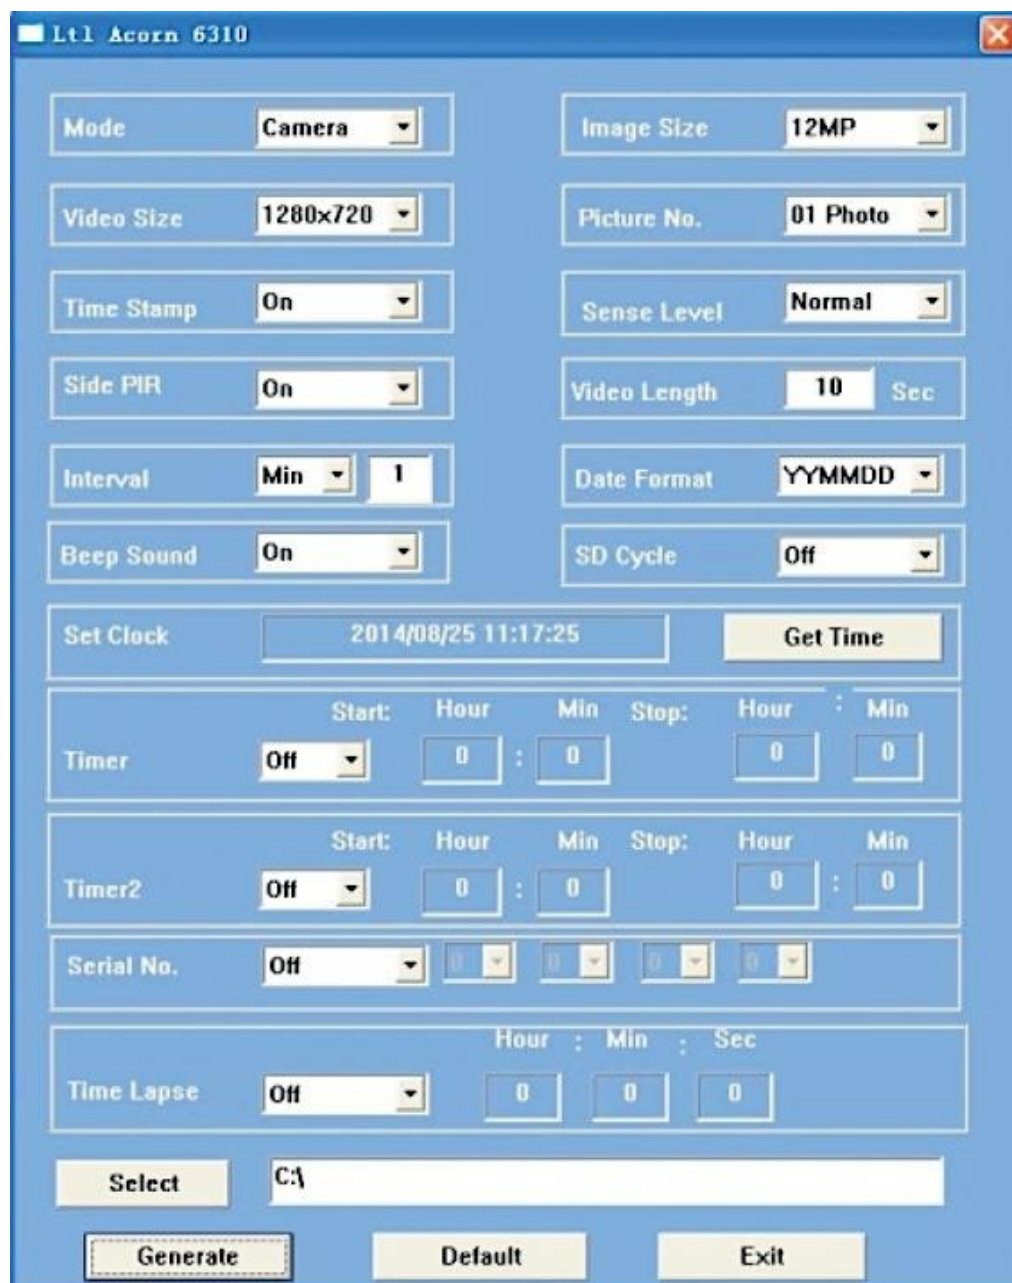 Ltl Acorn 6310
Mode Camera Image Size 12MP
Video Size 1280x720 Picture No. 01 Photo
Time Stamp On Sense Level Normal
Side PIR On Video Length 10 Sec
Interval Min 1 Date Format YYMMDD
Beep Sound On SD Cycle Off
Set Clock 2014/08/25 11:17:25 Get Time
Start: Hour Min Stop: Hour : Min
Timer Off 0 : 0 0 0
Start: Hour Min Stop: Hour Min
Timer2 Off 0 : 0 0 : 0
Serial No. Off 0 0 0 0
Hour : Min : Sec
Time Lapse Off 0 0 0
Select C:\
Generate Default Exit